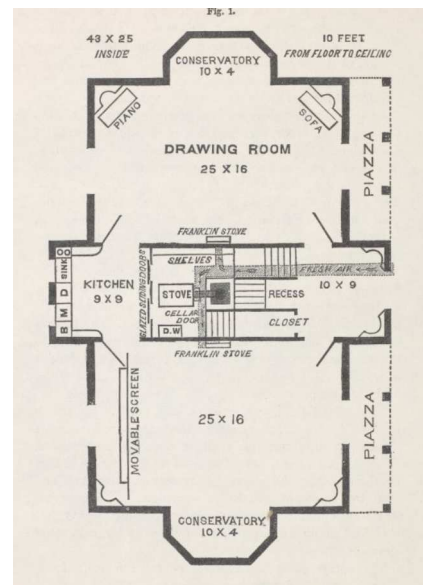 Fig. 1.
43 X 25
INSIDE
10 FEET
FROM FLOOR TO CEILING
CONSERVATORY
10 X 4
PIANO
SOFA
DRAWING ROOM
25 X 16
PIAZZA
FRANKLIN STOVE
SHELVES
FRESH AIR
SINK
D
M
B
KITCHEN
9 X 9
GLAZED SLIDING DOORS
STOVE
RECESS
10 X 9
CELLAR
DOOR
D.W
CLOSET
FRANKLIN STOVE
MOVABLE SCREEN
25 X 16
PIAZZA
CONSERVATORY
10 X 4